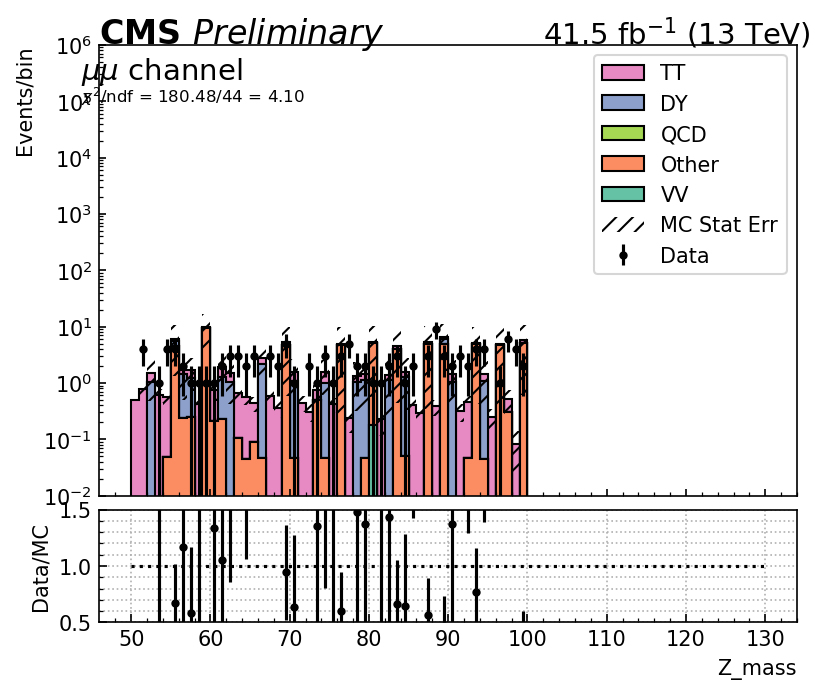 CMS Preliminary 41.5 fb⁻¹ (13 TeV)
μμ channel
χ²/ndf = 180.48/44 = 4.10
Events/bin
10⁶
10⁵
10⁴
10³
10²
10¹
10⁰
10⁻¹
10⁻²
TT
DY
QCD
Other
VV
MC Stat Err
Data
Data/MC
1.5
1.0
0.5
50 60 70 80 90 100 110 120 130
Z_mass